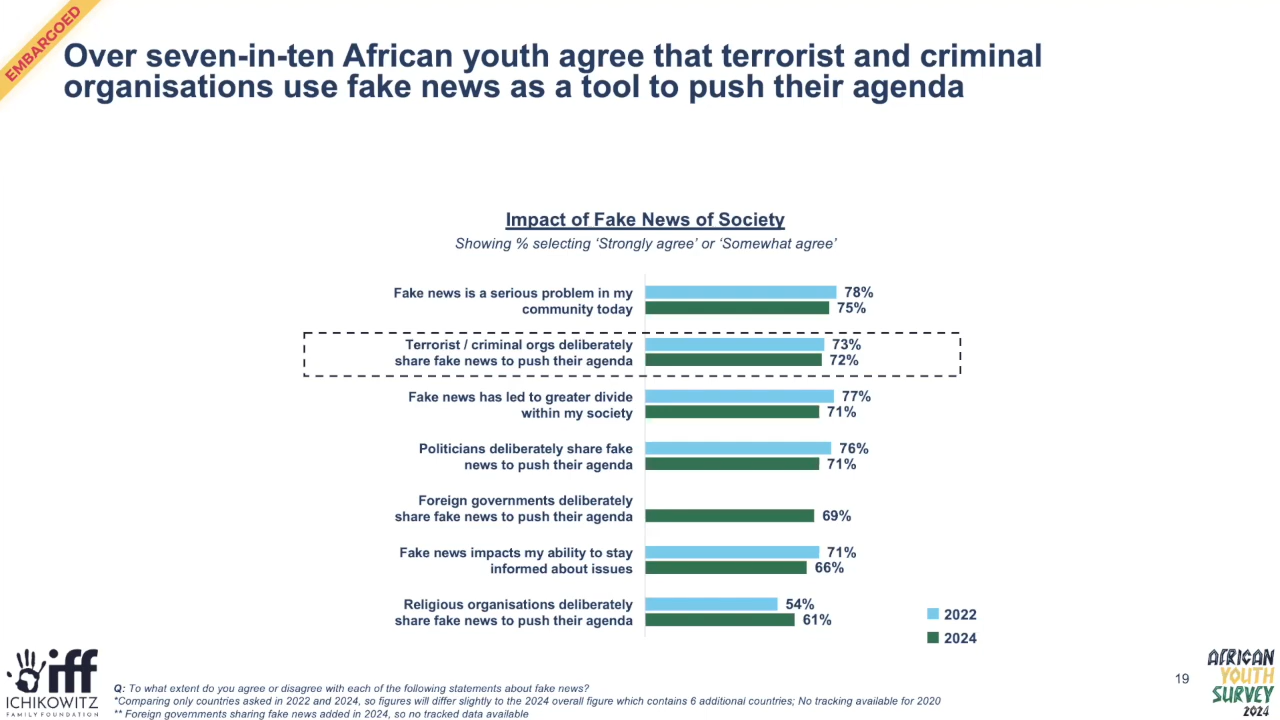 EMBARGOED
Over seven-in-ten African youth agree that terrorist and criminal
organisations use fake news as a tool to push their agenda
Impact of Fake News of Society
Showing % selecting ‘Strongly agree’ or ‘Somewhat agree’
Fake news is a serious problem in my
community today
78%
75%
Terrorist / criminal orgs deliberately
share fake news to push their agenda
73%
72%
Fake news has led to greater divide
within my society
77%
71%
Politicians deliberately share fake
news to push their agenda
76%
71%
Foreign governments deliberately
share fake news to push their agenda
69%
Fake news impacts my ability to stay
informed about issues
71%
66%
Religious organisations deliberately
share fake news to push their agenda
54%
61%
2022
2024
iff
ICHIKOWITZ
FAMILY FOUNDATION
Q: To what extent do you agree or disagree with each of the following statements about fake news?
*Comparing only countries asked in 2022 and 2024, so figures will differ slightly to the 2024 overall figure which contains 6 additional countries; No tracking available for 2020
** Foreign governments sharing fake news added in 2024, so no tracked data available
19
AFRICAN
YOUTH
SURVEY
2024